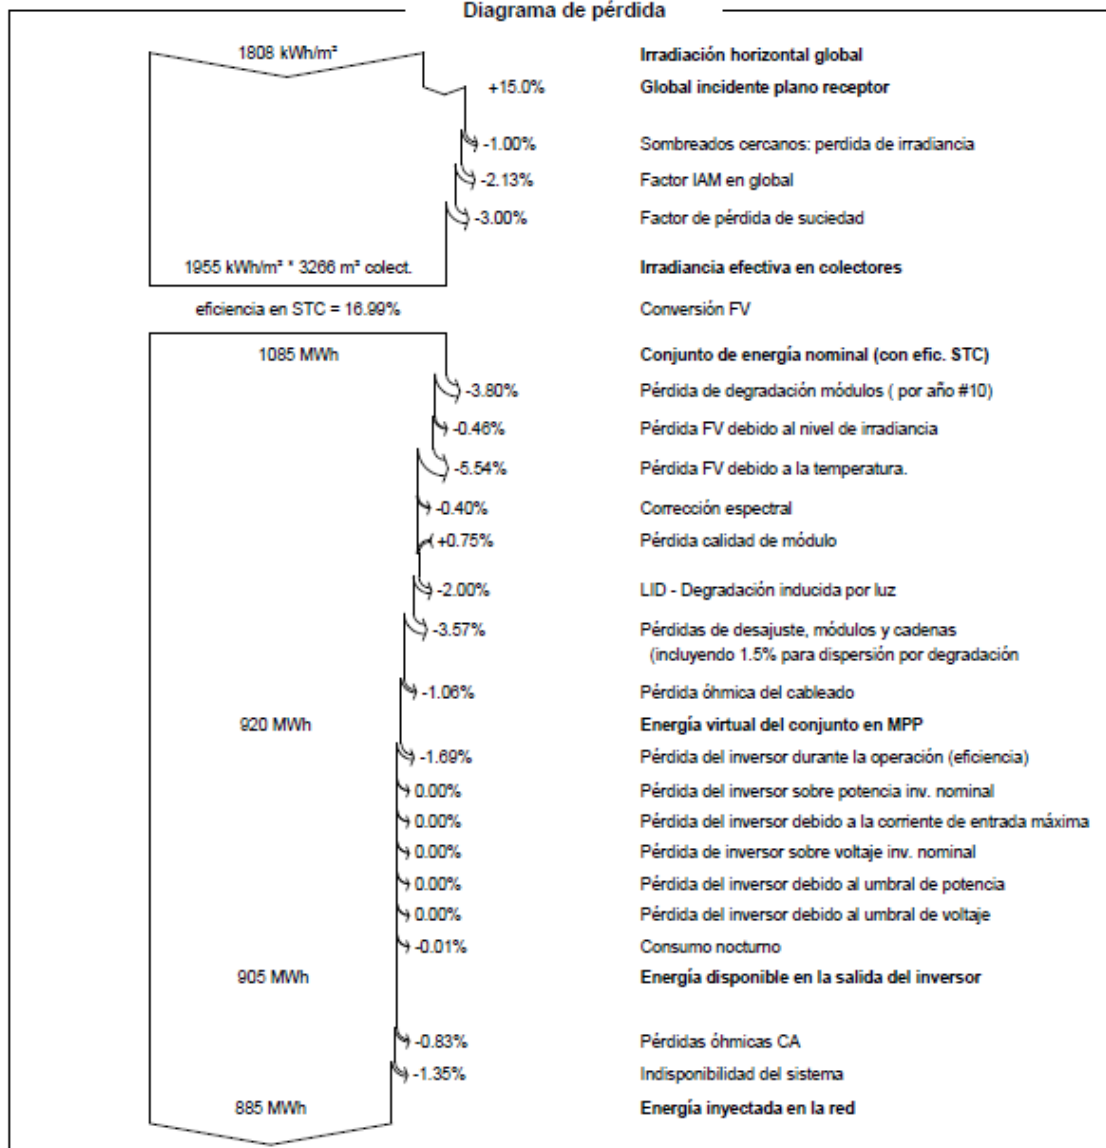 Diagrama de pérdida
1808 kWh/m² Irradiación horizontal global
+15.0% Global incidente plano receptor
-1.00% Sombreados cercanos: perdida de irradiancia
-2.13% Factor IAM en global
-3.00% Factor de pérdida de suciedad
1955 kWh/m² * 3266 m² colect. Irradiancia efectiva en colectores
eficiencia en STC = 16.99% Conversión FV
1085 MWh Conjunto de energía nominal (con efic. STC)
-3.80% Pérdida de degradación módulos ( por año #10)
-0.46% Pérdida FV debido al nivel de irradiancia
-5.54% Pérdida FV debido a la temperatura.
-0.40% Corrección espectral
+0.75% Pérdida calidad de módulo
-2.00% LID - Degradación inducida por luz
-3.57% Pérdidas de desajuste, módulos y cadenas
(incluyendo 1.5% para dispersión por degradación
-1.06% Pérdida óhmica del cableado
920 MWh Energía virtual del conjunto en MPP
-1.69% Pérdida del inversor durante la operación (eficiencia)
0.00% Pérdida del inversor sobre potencia inv. nominal
0.00% Pérdida del inversor debido a la corriente de entrada máxima
0.00% Pérdida de inversor sobre voltaje inv. nominal
0.00% Pérdida del inversor debido al umbral de potencia
0.00% Pérdida del inversor debido al umbral de voltaje
-0.01% Consumo nocturno
905 MWh Energía disponible en la salida del inversor
-0.83% Pérdidas óhmicas CA
-1.35% Indisponibilidad del sistema
885 MWh Energía inyectada en la red